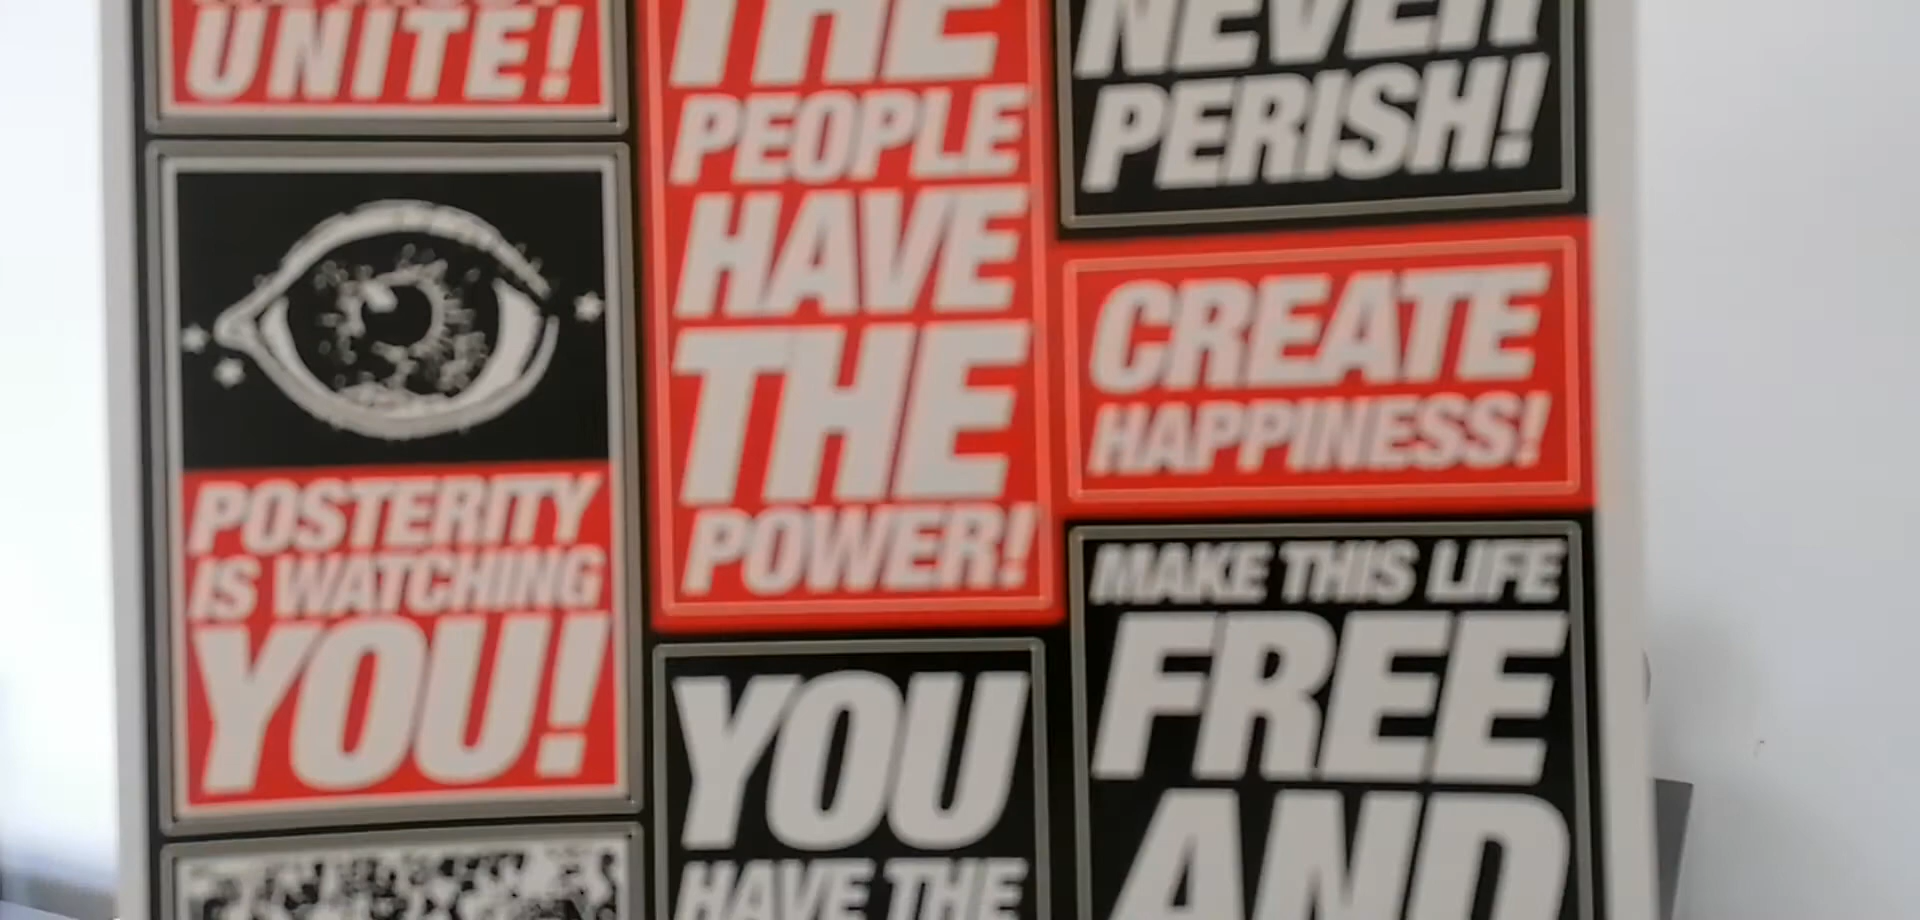 UNITE!
POSTERITY
IS WATCHING
YOU!
THE
PEOPLE
HAVE
THE
POWER!
YOU
HAVE THE
NEVER
PERISH!
CREATE
HAPPINESS!
MAKE THIS LIFE
FREE
AND